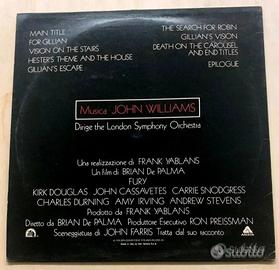 MAIN TITLE
FOR GILLIAN
VISION ON THE STAIRS
HESTER'S THEME AND THE HOUSE
GILLIAN'S ESCAPE
THE SEARCH FOR ROBIN
GILLIAN'S VISION
DEATH ON THE CAROUSEL
AND END TITLES
EPILOGUE
Musica JOHN WILLIAMS
Dirige the London Symphony Orchestra
Una realizzazione di FRANK YABLANS
Un film di BRIAN De PALMA
FURY
KIRK DOUGLAS JOHN CASSAVETES CARRIE SNODGRESS
CHARLES DURNING AMY IRVING ANDREW STEVENS
Prodotto da FRANK YABLANS
Diretto da BRIAN De PALMA Produttore Esecutivo RON PREISSMAN
Sceneggiatura di JOHN FARRIS Tratta dal suo racconto
subito
subito